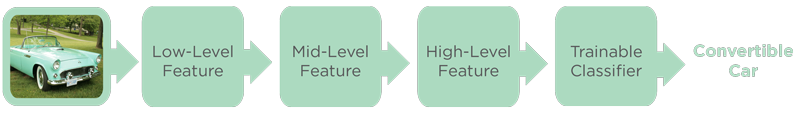 Low-Level
Feature
Mid-Level
Feature
High-Level
Feature
Trainable
Classifier
Convertible
Car